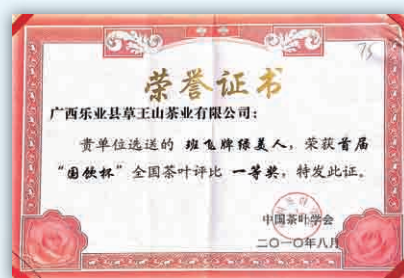 荣誉证书
广西乐业县草王山茶业有限公司：
贵单位选送的 班飞牌绿美人，荣获首届
“国饮杯”全国茶叶评比 一等奖，特发此证。
中国茶叶学会
二〇一〇年八月
75